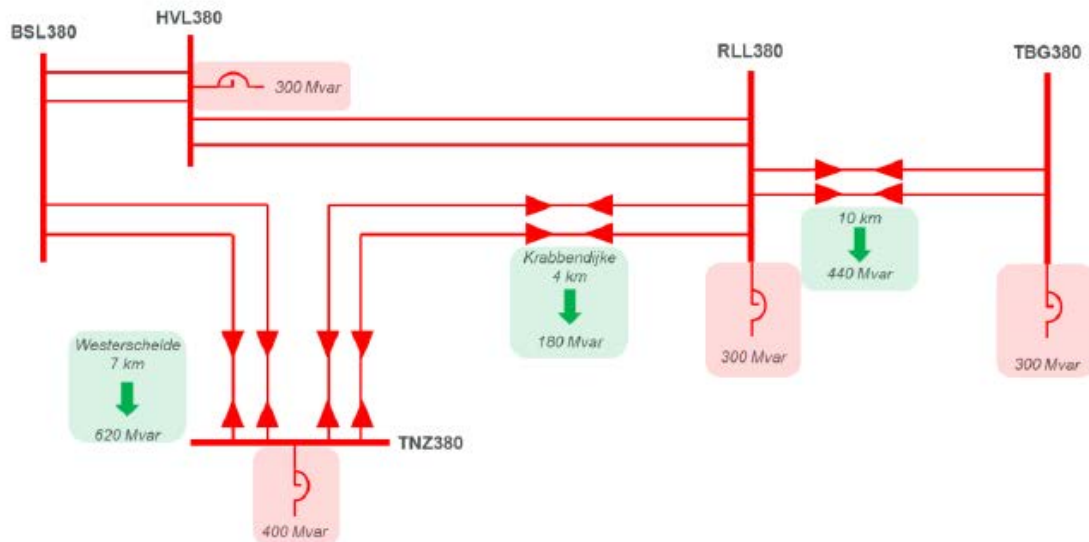 HVL380
BSL380
RLL380
TBG380
300 Mvar
10 km
440 Mvar
Krabbendijke
4 km
180 Mvar
300 Mvar
300 Mvar
Westerschelde
7 km
620 Mvar
TNZ380
400 Mvar